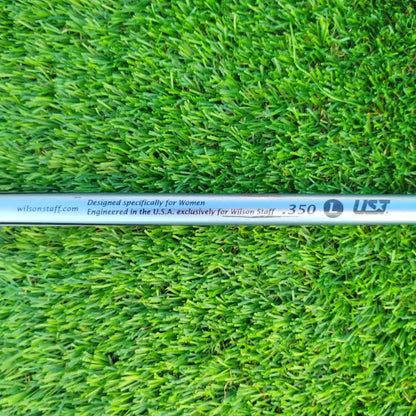 wilsonstaff.com
Designed specifically for Women
Engineered in the U.S.A. exclusively for Wilson Staff
.350 L UST